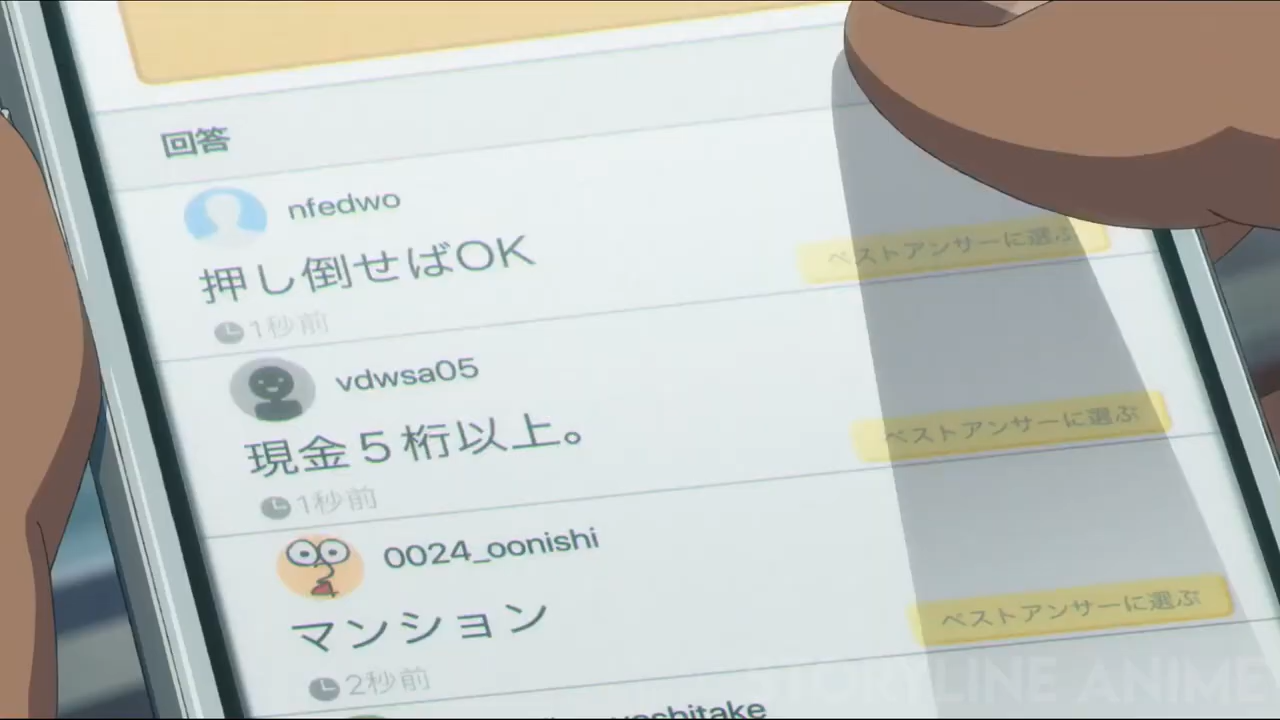 回答
nfedwo
押し倒せばOK
ベストアンサーに選ぶ
1秒前
vdwsa05
現金5桁以上。
ベストアンサーに選ぶ
1秒前
0024_oonishi
マンション
ベストアンサーに選ぶ
2秒前
STORYLINE ANIME